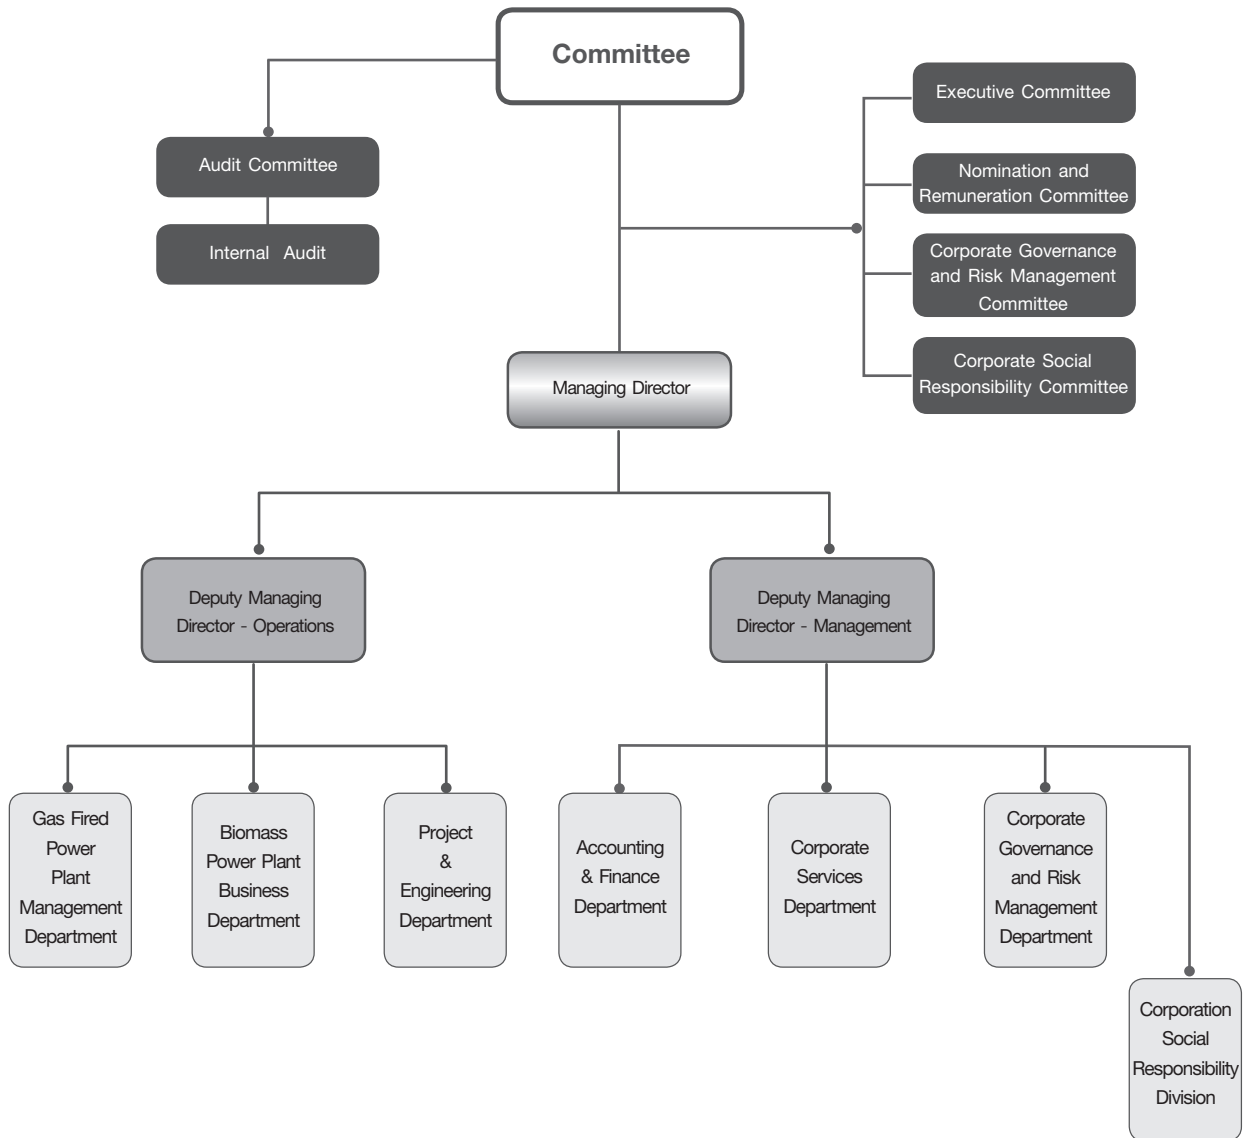 Committee
Executive Committee
Audit Committee
Nomination and
Remuneration Committee
Internal Audit
Corporate Governance
and Risk Management
Committee
Corporate Social
Responsibility Committee
Managing Director
Deputy Managing
Director - Operations
Deputy Managing
Director - Management
Gas Fired
Power
Plant
Management
Department
Biomass
Power Plant
Business
Department
Project
&
Engineering
Department
Accounting
& Finance
Department
Corporate
Services
Department
Corporate
Governance
and Risk
Management
Department
Corporation
Social
Responsibility
Division